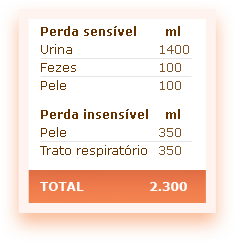 Perda sensível ml
Urina 1400
Fezes 100
Pele 100
Perda insensível ml
Pele 350
Trato respiratório 350
TOTAL 2.300